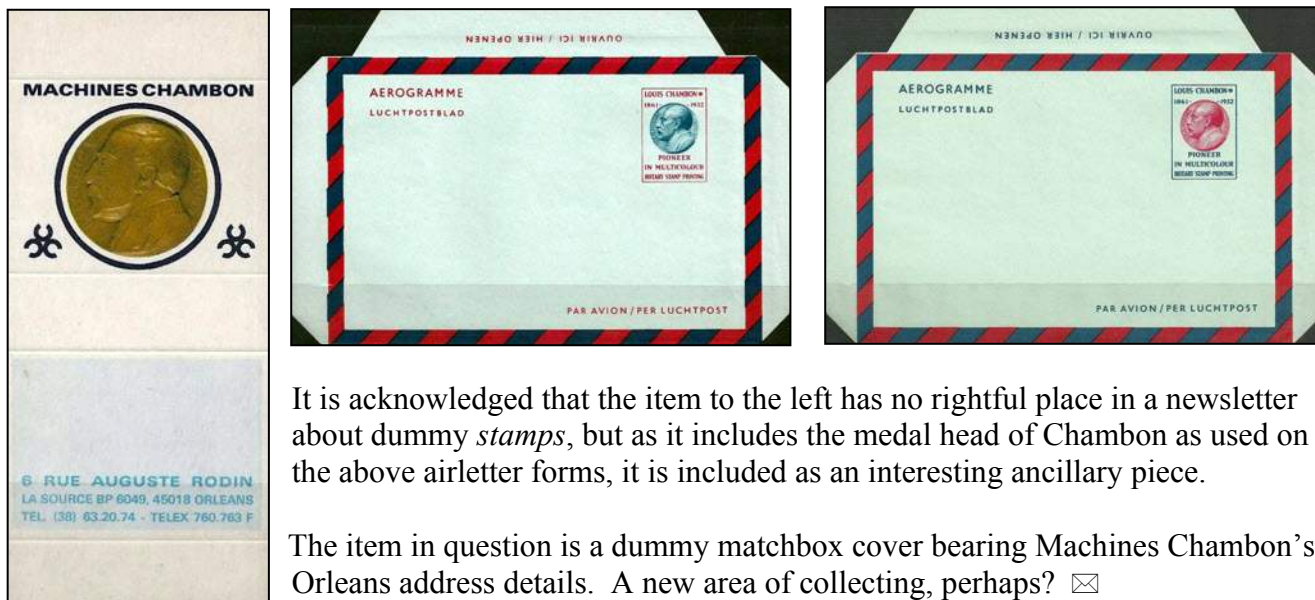 MACHINES CHAMBON
6 RUE AUGUSTE RODIN
LA SOURCE BP 6049, 45018 ORLEANS
TEL. (38) 63.20.74 - TELEX 760.763 F
OUVRIR ICI / HIER OPENEN
AEROGRAMME
LUCHTPOSTBLAD
LOUIS CHAMBON
1861- -1932
PIONEER
IN MULTICOLOUR
ROTARY STAMP PRINTING
PAR AVION / PER LUCHTPOST
OUVRIR ICI / HIER OPENEN
AEROGRAMME
LUCHTPOSTBLAD
LOUIS CHAMBON
1861- -1932
PIONEER
IN MULTICOLOUR
ROTARY STAMP PRINTING
PAR AVION / PER LUCHTPOST
It is acknowledged that the item to the left has no rightful place in a newsletter
about dummy stamps, but as it includes the medal head of Chambon as used on
the above airletter forms, it is included as an interesting ancillary piece.
The item in question is a dummy matchbox cover bearing Machines Chambon’s
Orleans address details. A new area of collecting, perhaps?